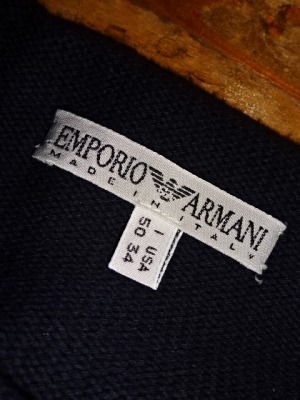 EMPORIO ARMANI
MADE IN ITALY
I USA
50 34